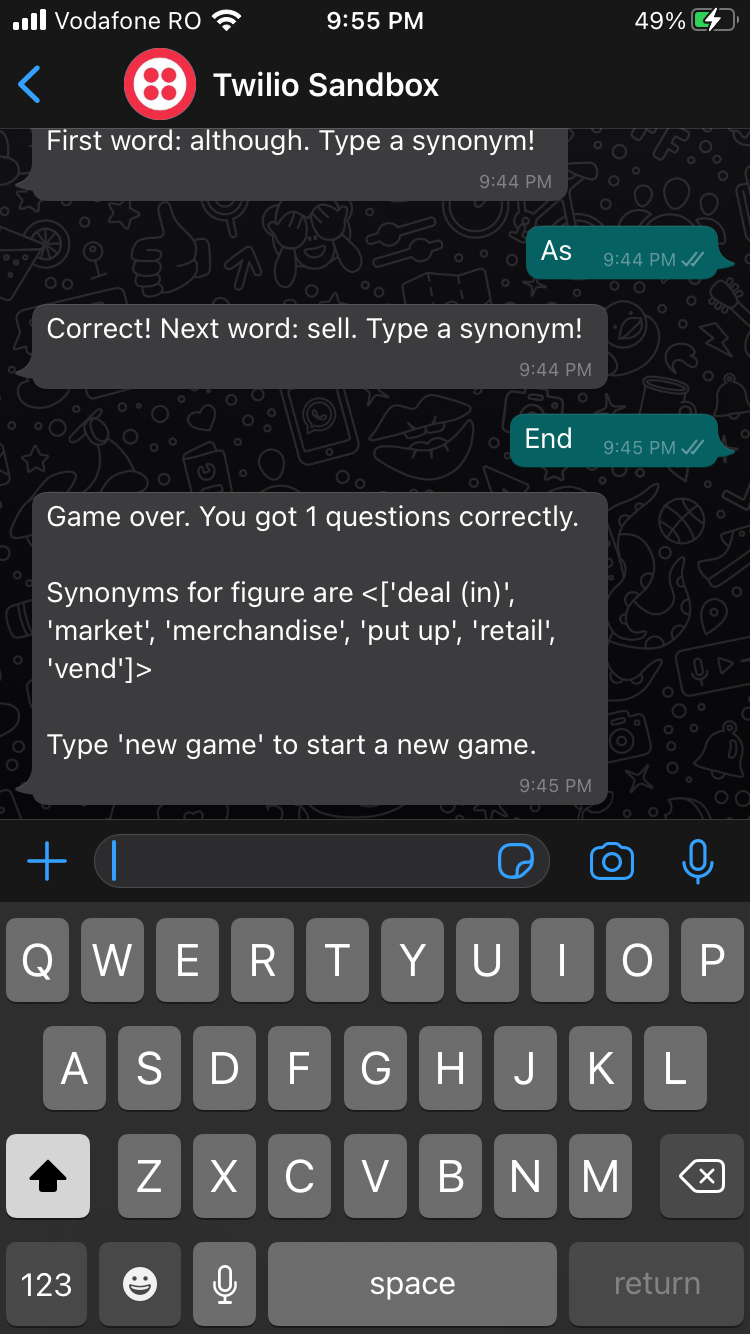 Vodafone RO 9:55 PM 49%
Twilio Sandbox
First word: although. Type a synonym!
9:44 PM
As 9:44 PM
Correct! Next word: sell. Type a synonym!
9:44 PM
End 9:45 PM
Game over. You got 1 questions correctly.
Synonyms for figure are <['deal (in)',
'market', 'merchandise', 'put up', 'retail',
'vend']>
Type 'new game' to start a new game.
9:45 PM
Q W E R T Y U I O P
A S D F G H J K L
Z X C V B N M
123 space return